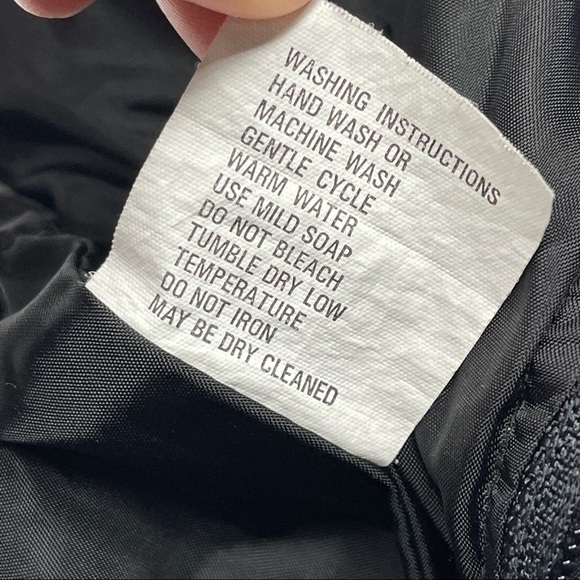 WASHING INSTRUCTIONS
HAND WASH OR
MACHINE WASH
GENTLE CYCLE
WARM WATER
USE MILD SOAP
DO NOT BLEACH
TUMBLE DRY LOW
TEMPERATURE
DO NOT IRON
MAY BE DRY CLEANED